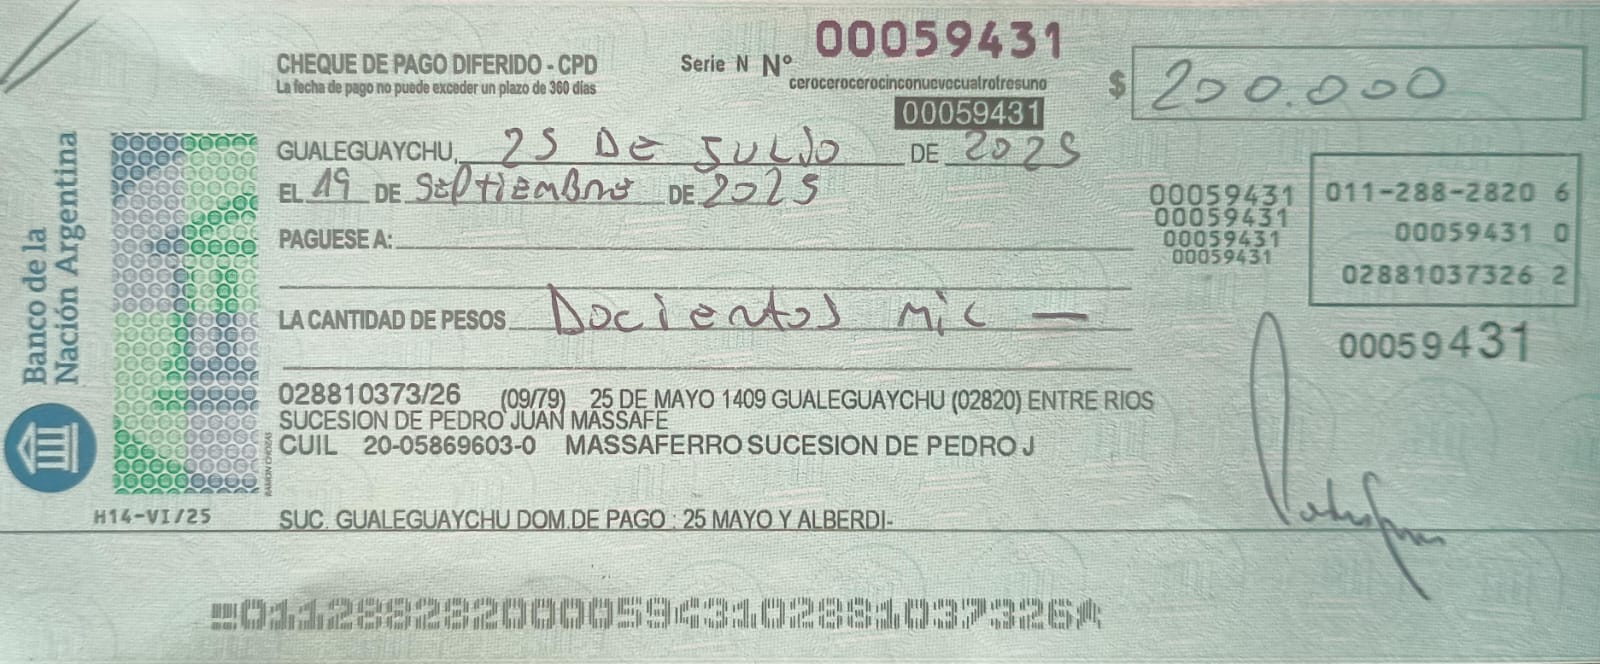 Serie N Nº 00059431
cerocerocerocinconuevecuatrotresuno
00059431
CHEQUE DE PAGO DIFERIDO - CPD
La fecha de pago no puede exceder un plazo de 360 días
$ 200.000
GUALEGUAYCHU, 25 DE JULIO DE 2025
EL 19 DE Septiembre DE 2025
PAGUESE A:
LA CANTIDAD DE PESOS Docientos mil —
00059431
00059431
00059431
00059431
011-288-2820 6
00059431 0
02881037326 2
00059431
028810373/26 (09/79) 25 DE MAYO 1409 GUALEGUAYCHU (02820) ENTRE RIOS
SUCESION DE PEDRO JUAN MASSAFE
CUIL 20-05869603-0 MASSAFERRO SUCESION DE PEDRO J
SUC. GUALEGUAYCHU DOM.DE PAGO : 25 MAYO Y ALBERDI-
Banco de la
Nación Argentina
RAMON CHOZAS
H14-VI/25
01128828200005943102881037326